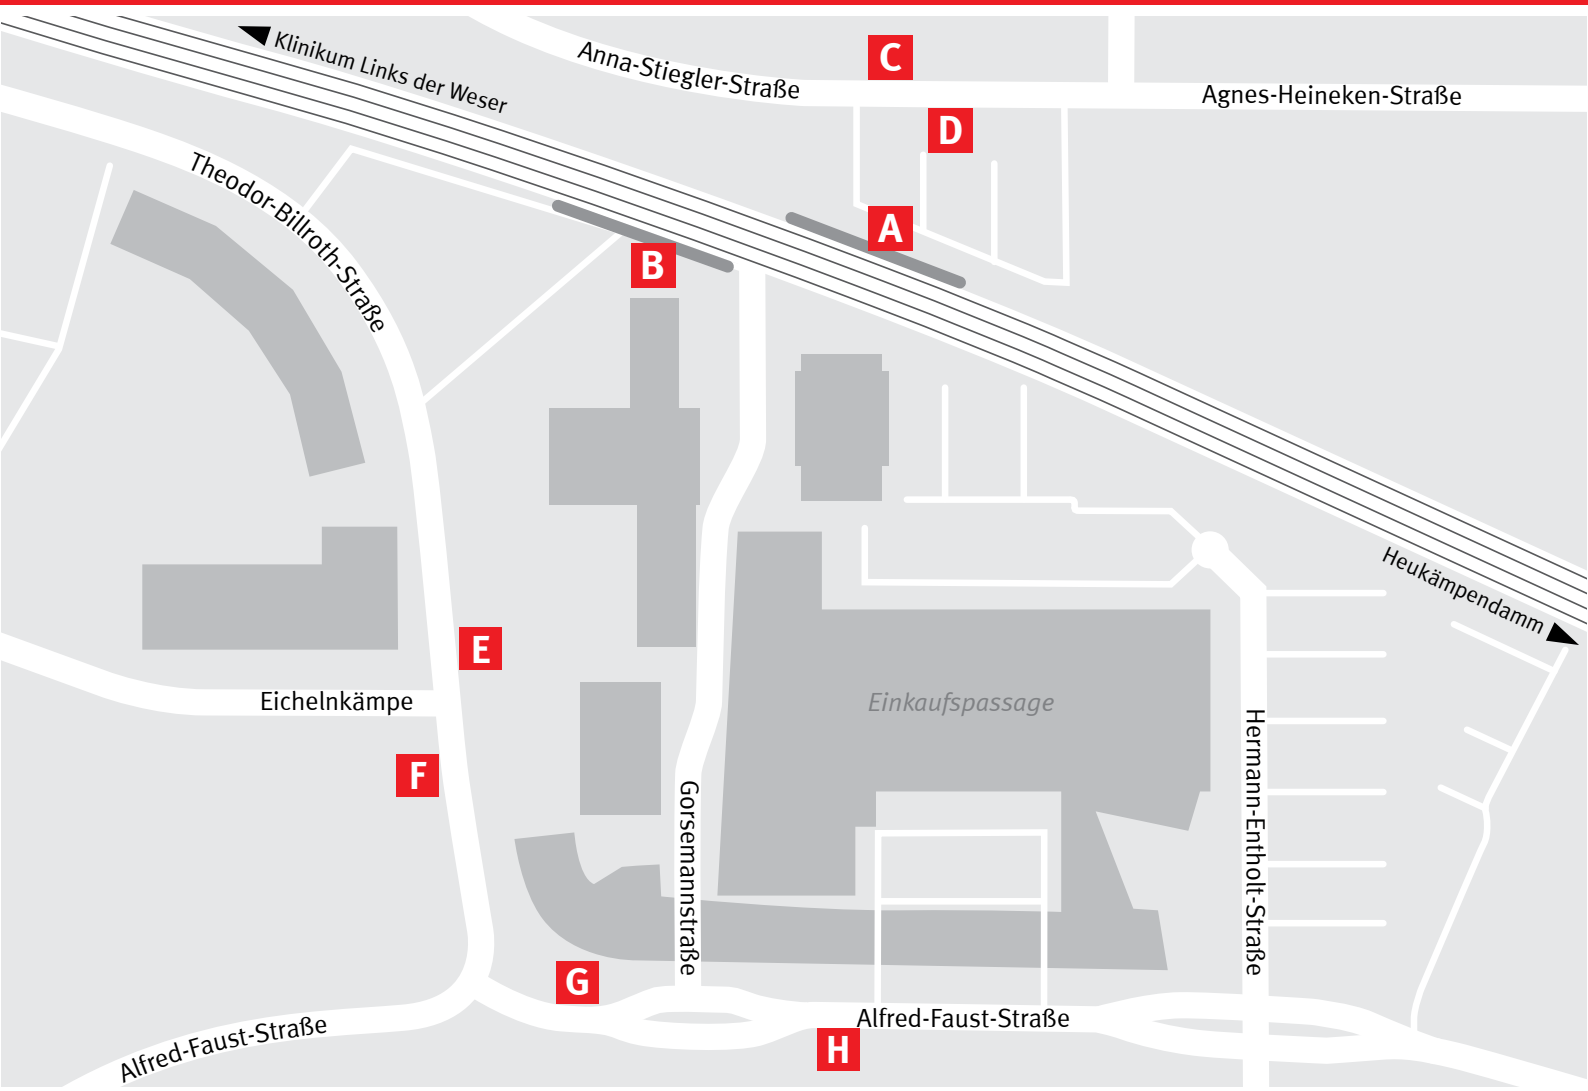 Klinikum Links der Weser
Anna-Stiegler-Straße
C
Agnes-Heineken-Straße
D
Theodor-Billroth-Straße
A
B
Heukämpendamm
E
Eichelnkämpe
Einkaufspassage
F
Gorsemannstraße
Hermann-Entholt-Straße
G
Alfred-Faust-Straße
Alfred-Faust-Straße
H